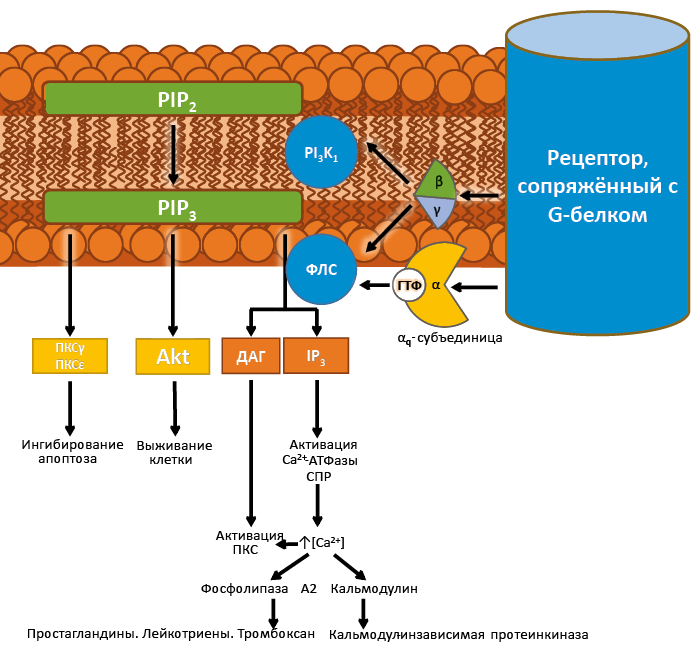 PIP2
PI3K1
β
γ
Рецептор,
сопряжённый с
G-белком
PIP3
ФЛС
ГТФ
α
αq-субъединица
ПКСγ
ПКСε
Akt
ДАГ
IP3
Ингибирование
апоптоза
Выживание
клетки
Активация
Ca2+-АТФазы
СПР
Активация
ПКС
↑[Ca2+]
Фосфолипаза А2
Кальмодулин
Простагландины. Лейкотриены. Тромбоксан
Кальмодулинзависимая протеинкиназа